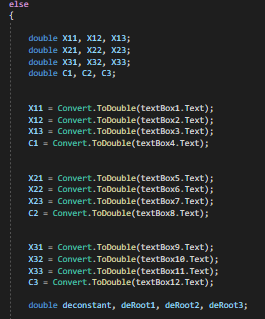 else
{
double X11, X12, X13;
double X21, X22, X23;
double X31, X32, X33;
double C1, C2, C3;
X11 = Convert.ToDouble(textBox1.Text);
X12 = Convert.ToDouble(textBox2.Text);
X13 = Convert.ToDouble(textBox3.Text);
C1 = Convert.ToDouble(textBox4.Text);
X21 = Convert.ToDouble(textBox5.Text);
X22 = Convert.ToDouble(textBox6.Text);
X23 = Convert.ToDouble(textBox7.Text);
C2 = Convert.ToDouble(textBox8.Text);
X31 = Convert.ToDouble(textBox9.Text);
X32 = Convert.ToDouble(textBox10.Text);
X33 = Convert.ToDouble(textBox11.Text);
C3 = Convert.ToDouble(textBox12.Text);
double deconstant, deRoot1, deRoot2, deRoot3;